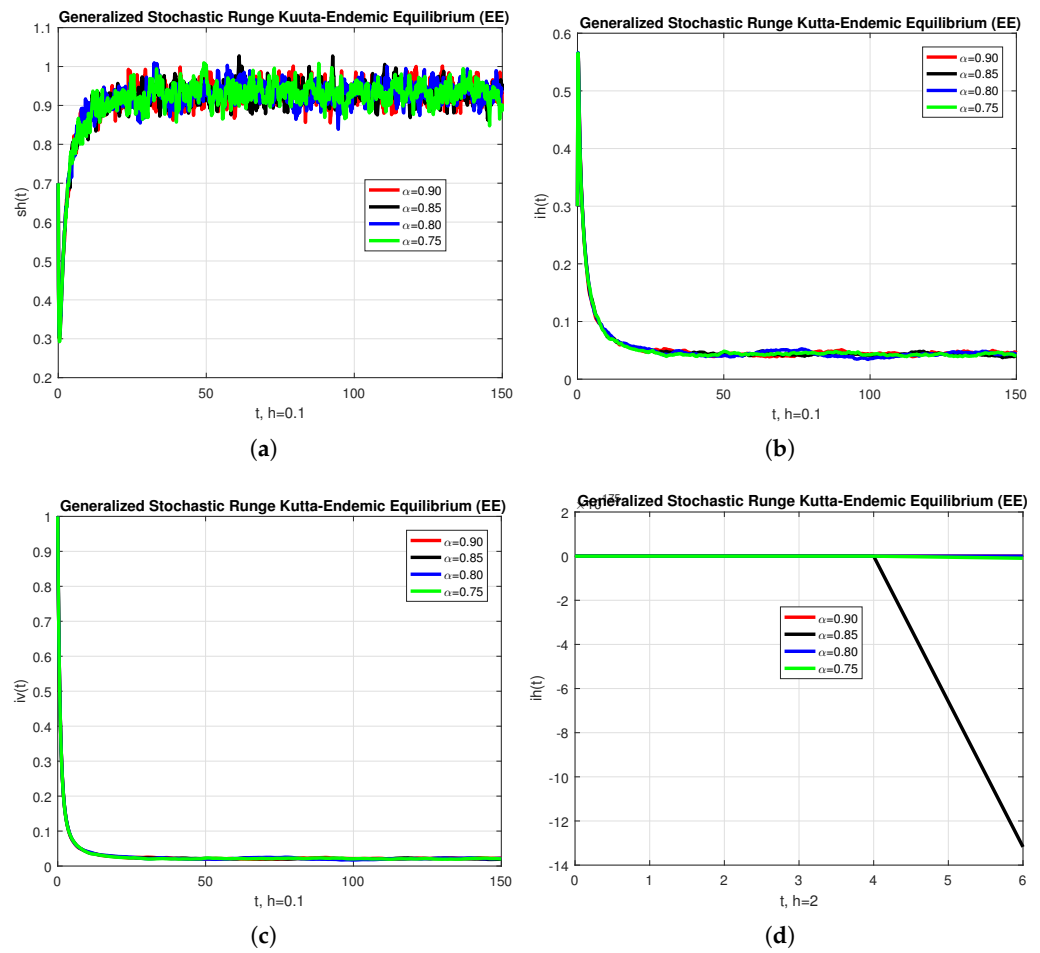 Generalized Stochastic Runge Kuuta-Endemic Equilibrium (EE)
1.1
1
0.9
0.8
0.7
0.6
0.5
0.4
0.3
0.2
sh(t)
α=0.90
α=0.85
α=0.80
α=0.75
0 50 100 150
t, h=0.1
(a)
Generalized Stochastic Runge Kutta-Endemic Equilibrium (EE)
0.6
0.5
0.4
0.3
0.2
0.1
0
ih(t)
α=0.90
α=0.85
α=0.80
α=0.75
0 50 100 150
t, h=0.1
(b)
Generalized Stochastic Runge Kutta-Endemic Equilibrium (EE)
1
0.9
0.8
0.7
0.6
0.5
0.4
0.3
0.2
0.1
0
iv(t)
α=0.90
α=0.85
α=0.80
α=0.75
0 50 100 150
t, h=0.1
(c)
Generalized Stochastic Runge Kutta-Endemic Equilibrium (EE)
2
0
-2
-4
-6
-8
-10
-12
-14
ih(t)
α=0.90
α=0.85
α=0.80
α=0.75
0 1 2 3 4 5 6
t, h=2
(d)